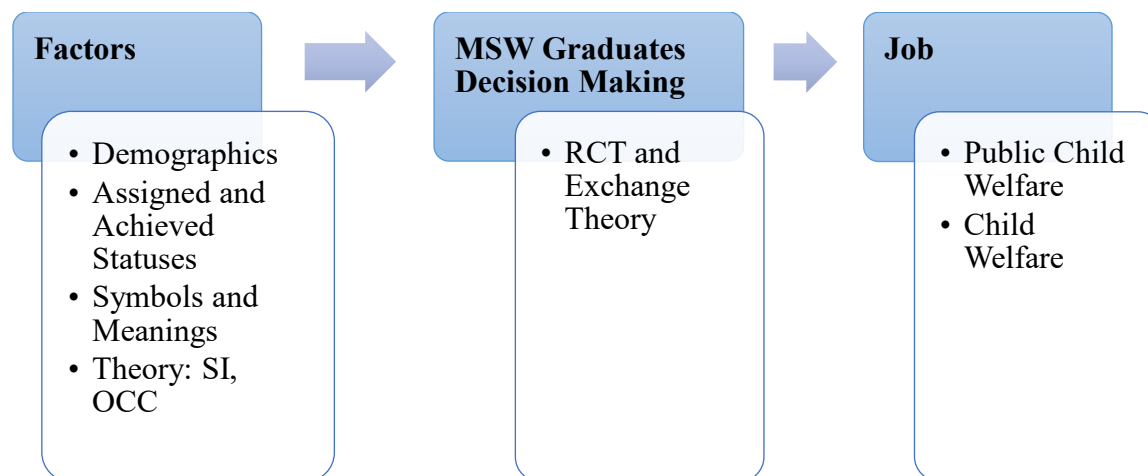 Factors
• Demographics
• Assigned and
Achieved
Statuses
• Symbols and
Meanings
• Theory: SI,
OCC
MSW Graduates
Decision Making
• RCT and
Exchange
Theory
Job
• Public Child
Welfare
• Child
Welfare